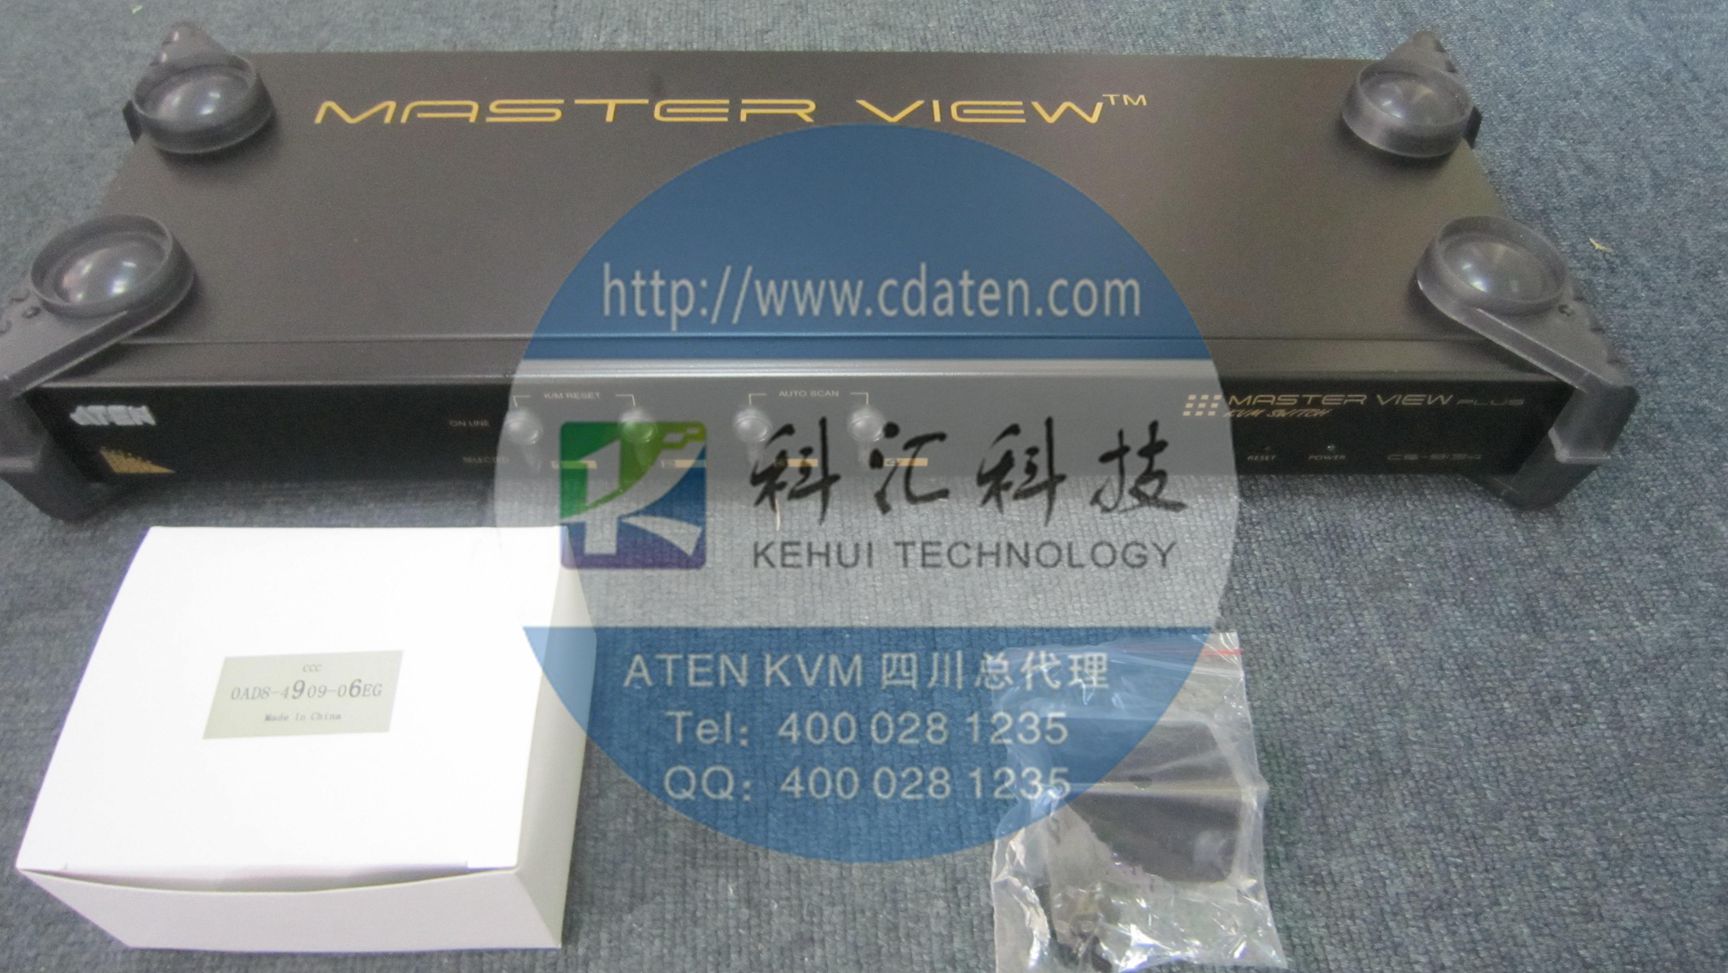 MASTER VIEW™
http://www.cdaten.com
ATEN
K/M RESET
AUTO SCAN
ON LINE
SELECTED
MASTER VIEW PLUS
KVM SWITCH
RESET
POWER
科汇科技
KEHUI TECHNOLOGY
ATEN KVM 四川总代理
Tel: 400 028 1235
QQ: 400 028 1235
CCC
0AD8-4909-06EG
Made In China